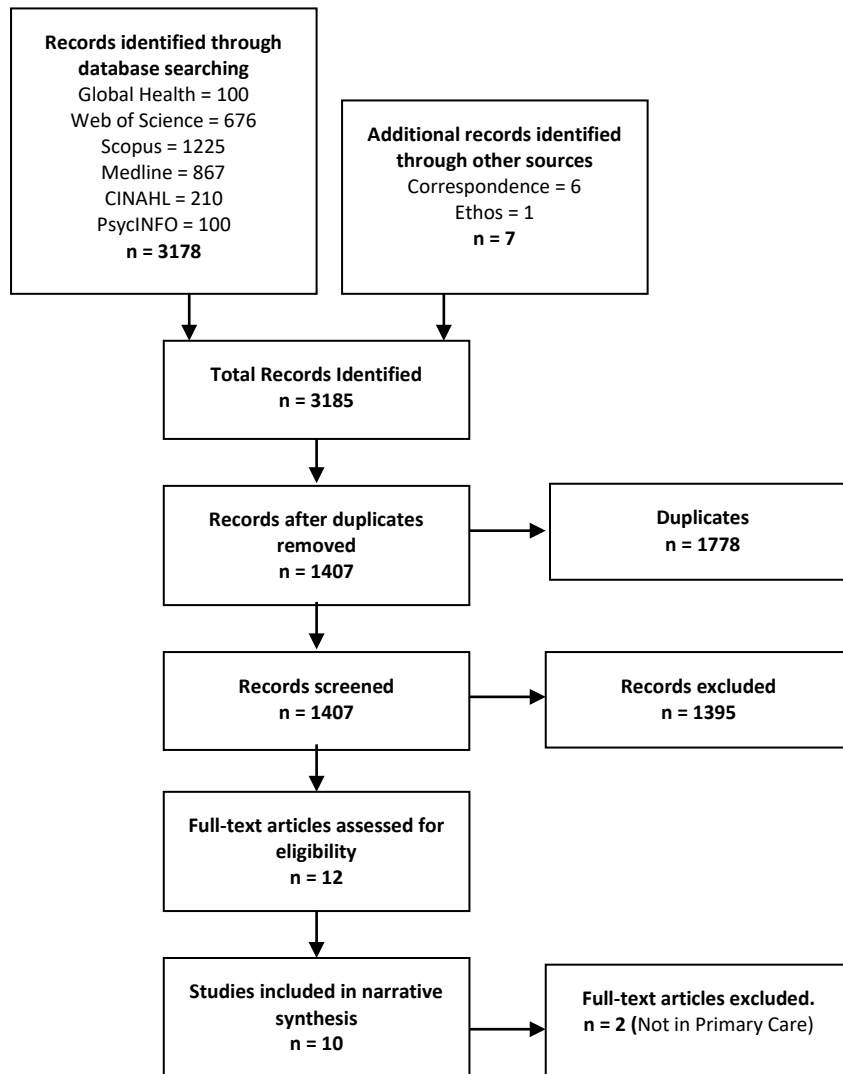 Records identified through
database searching
Global Health = 100
Web of Science = 676
Scopus = 1225
Medline = 867
CINAHL = 210
PsycINFO = 100
n = 3178
Additional records identified
through other sources
Correspondence = 6
Ethos = 1
n = 7
Total Records Identified
n = 3185
Records after duplicates
removed
n = 1407
Duplicates
n = 1778
Records screened
n = 1407
Records excluded
n = 1395
Full-text articles assessed for
eligibility
n = 12
Studies included in narrative
synthesis
n = 10
Full-text articles excluded.
n = 2 (Not in Primary Care)